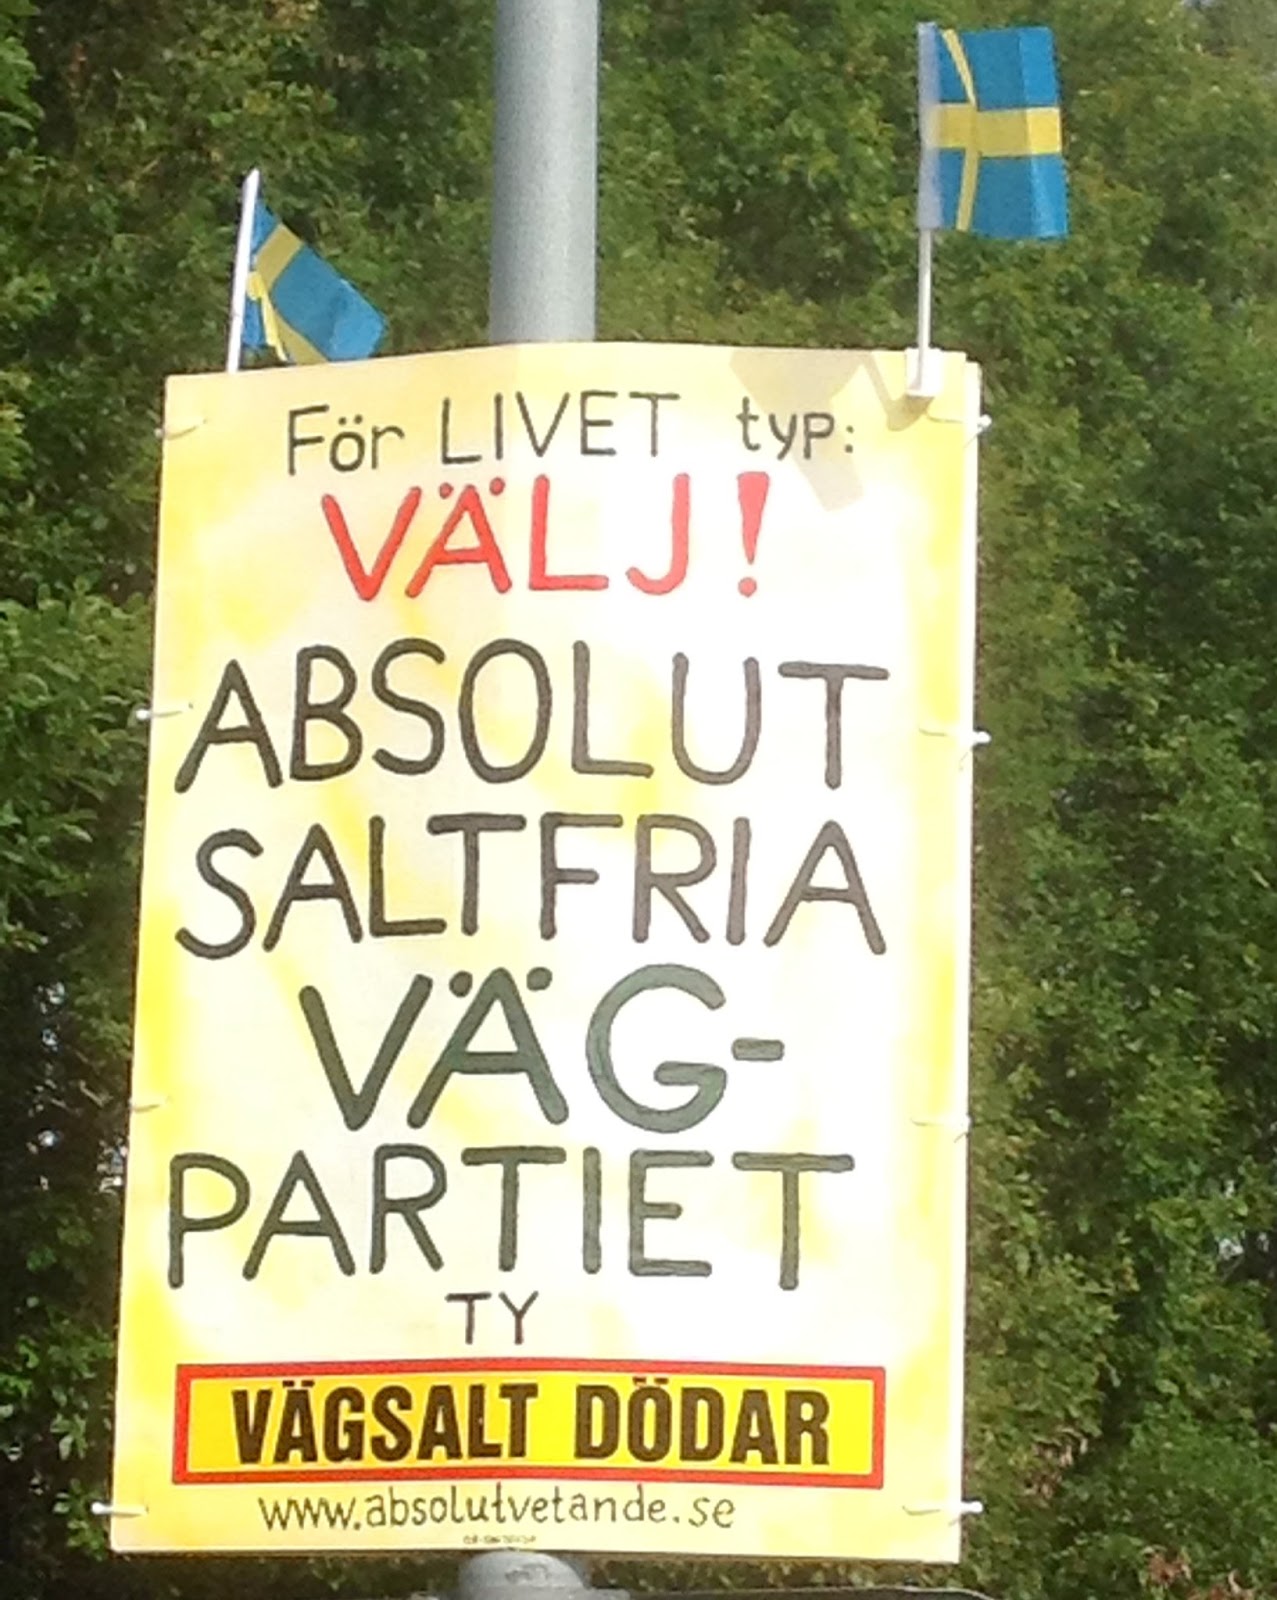 För LIVET typ:
VÄLJ!
ABSOLUT
SALTFRIA
VÄG-
PARTIET
TY
VÄGSALT DÖDAR
www.absolutvetande.se